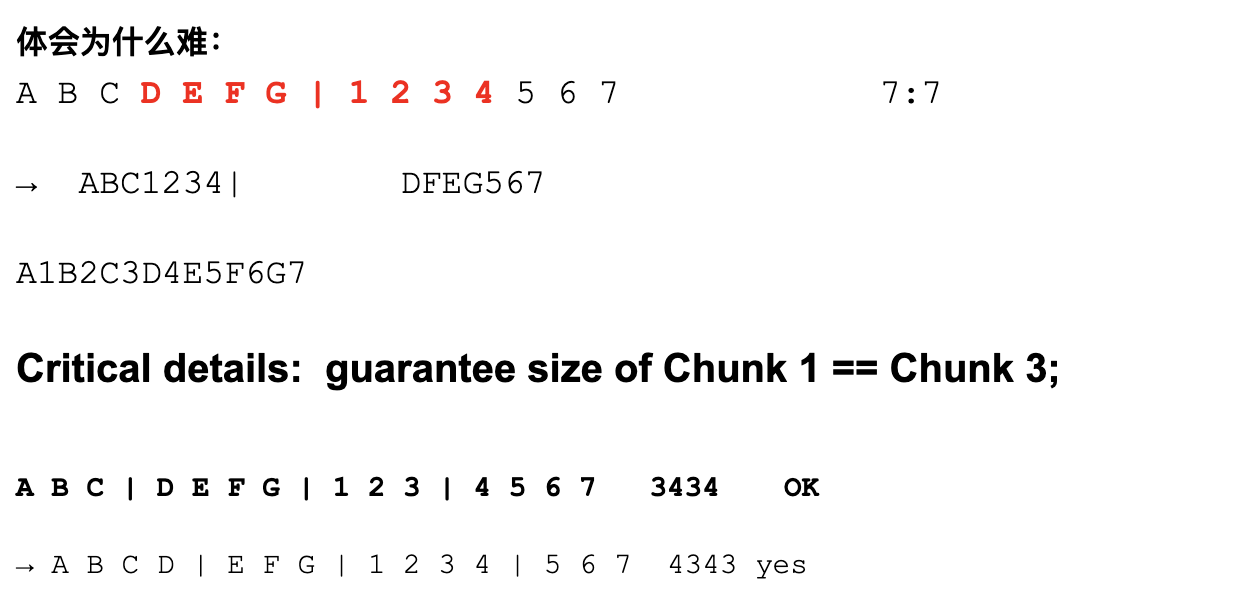 体会为什么难：
A B C D E F G | 1 2 3 4 5 6 7 7:7
→ ABC1234| DFEG567
A1B2C3D4E5F6G7
Critical details: guarantee size of Chunk 1 == Chunk 3;
A B C | D E F G | 1 2 3 | 4 5 6 7 3434 OK
→ A B C D | E F G | 1 2 3 4 | 5 6 7 4343 yes